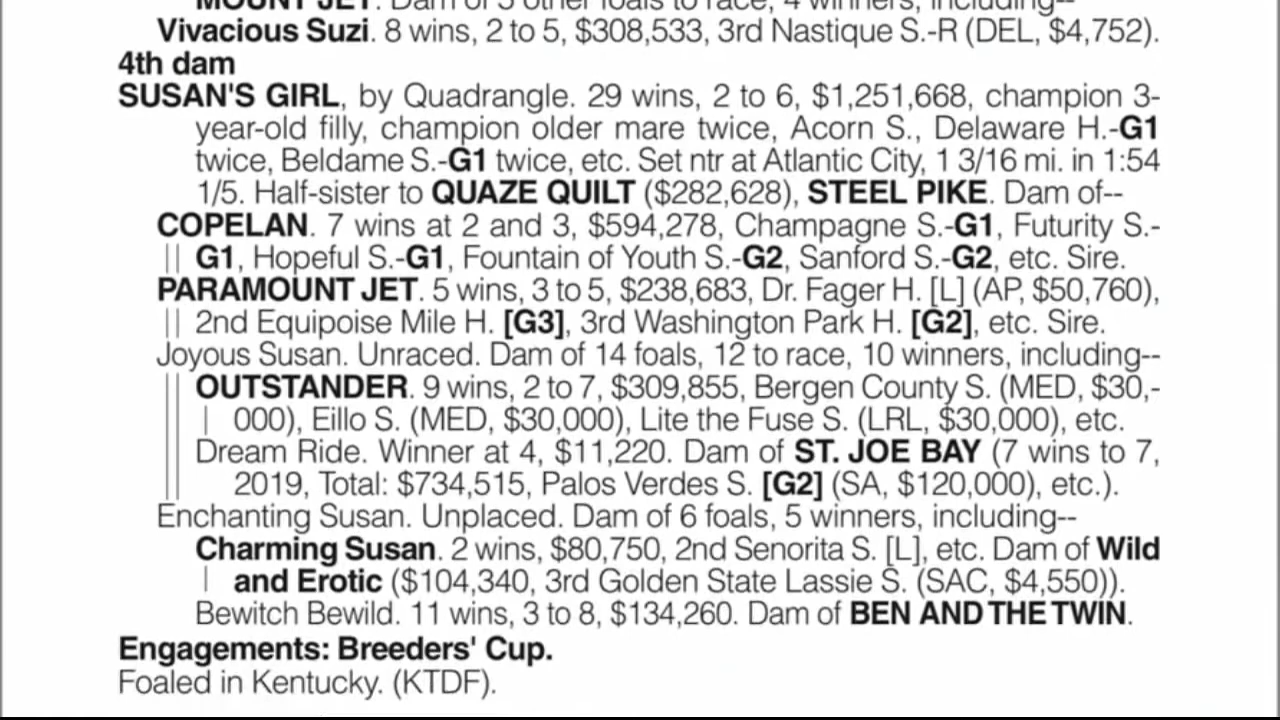 MOUNT JET. Dam of 5 other foals to race, 4 winners, including--
Vivacious Suzi. 8 wins, 2 to 5, $308,533, 3rd Nastique S.-R (DEL, $4,752).
4th dam
SUSAN'S GIRL, by Quadrangle. 29 wins, 2 to 6, $1,251,668, champion 3-
year-old filly, champion older mare twice, Acorn S., Delaware H.-G1
twice, Beldame S.-G1 twice, etc. Set ntr at Atlantic City, 1 3/16 mi. in 1:54
1/5. Half-sister to QUAZE QUILT ($282,628), STEEL PIKE. Dam of--
COPELAN. 7 wins at 2 and 3, $594,278, Champagne S.-G1, Futurity S.-
G1, Hopeful S.-G1, Fountain of Youth S.-G2, Sanford S.-G2, etc. Sire.
PARAMOUNT JET. 5 wins, 3 to 5, $238,683, Dr. Fager H. [L] (AP, $50,760),
2nd Equipoise Mile H. [G3], 3rd Washington Park H. [G2], etc. Sire.
Joyous Susan. Unraced. Dam of 14 foals, 12 to race, 10 winners, including--
OUTSTANDER. 9 wins, 2 to 7, $309,855, Bergen County S. (MED, $30,-
000), Eillo S. (MED, $30,000), Lite the Fuse S. (LRL, $30,000), etc.
Dream Ride. Winner at 4, $11,220. Dam of ST. JOE BAY (7 wins to 7,
2019, Total: $734,515, Palos Verdes S. [G2] (SA, $120,000), etc.).
Enchanting Susan. Unplaced. Dam of 6 foals, 5 winners, including--
Charming Susan. 2 wins, $80,750, 2nd Senorita S. [L], etc. Dam of Wild
and Erotic ($104,340, 3rd Golden State Lassie S. (SAC, $4,550)).
Bewitch Bewild. 11 wins, 3 to 8, $134,260. Dam of BEN AND THE TWIN.
Engagements: Breeders' Cup.
Foaled in Kentucky. (KTDF).